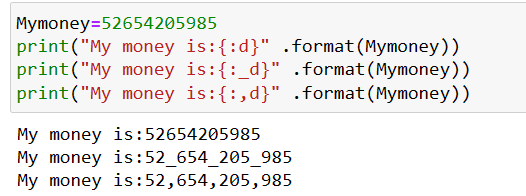 Mymoney=52654205985
print("My money is:{:d}" .format(Mymoney))
print("My money is:{:_d}" .format(Mymoney))
print("My money is:{:,d}" .format(Mymoney))
My money is:52654205985
My money is:52_654_205_985
My money is:52,654,205,985